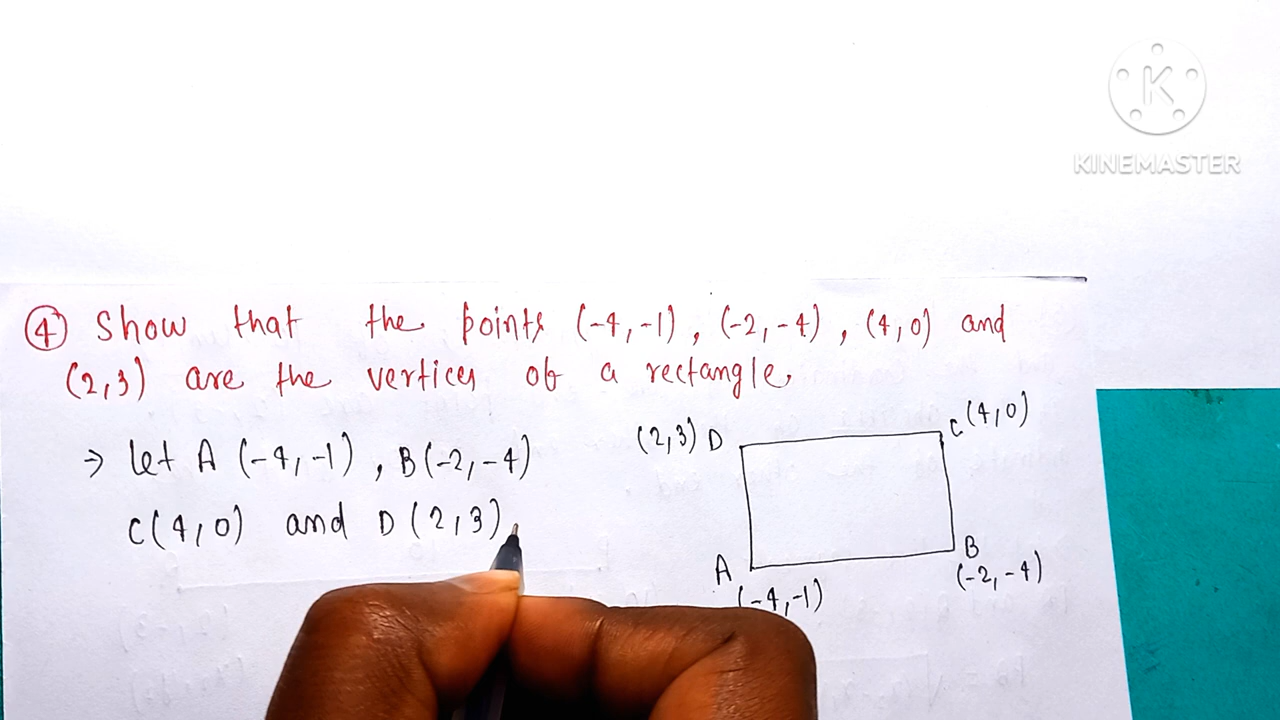 K
KINEMASTER
④ Show that the points (-4,-1), (-2,-4), (4,0) and
(2,3) are the vertices of a rectangle.
→ let A (-4,-1), B(-2,-4)
C(4,0) and D(2,3),
(2,3) D
C (4,0)
A
(-4,-1)
B
(-2,-4)